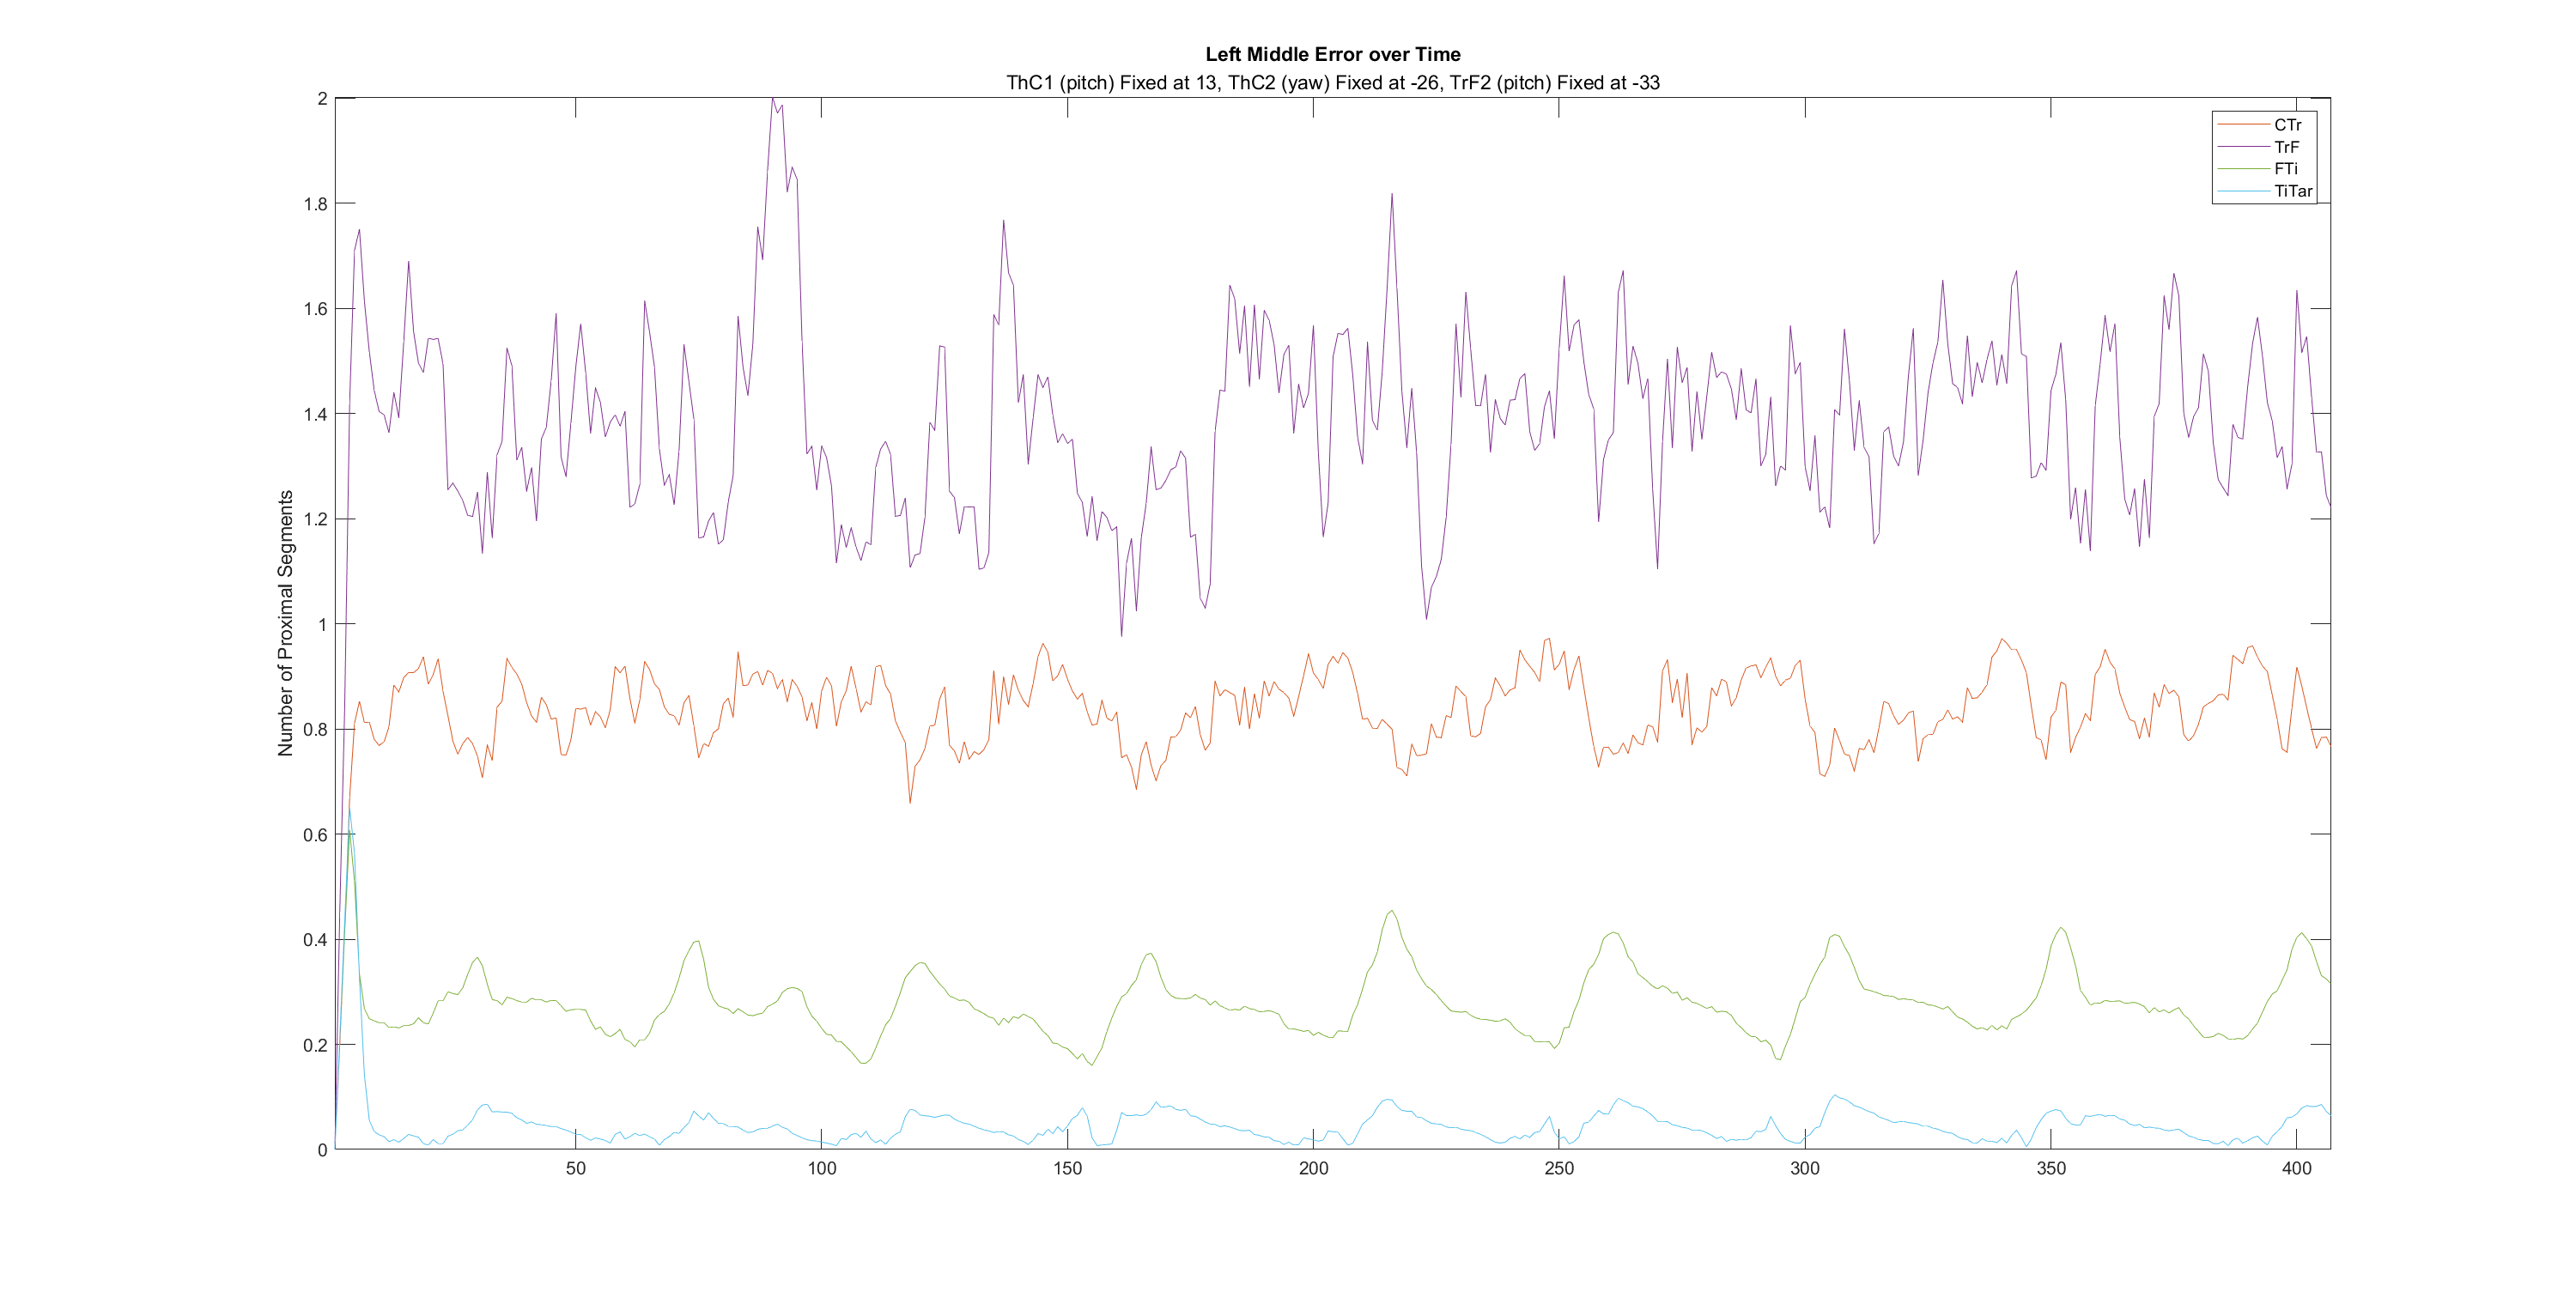 Left Middle Error over Time
ThC1 (pitch) Fixed at 13, ThC2 (yaw) Fixed at -26, TrF2 (pitch) Fixed at -33
Number of Proximal Segments
2
1.8
1.6
1.4
1.2
1
0.8
0.6
0.4
0.2
0
50
100
150
200
250
300
350
400
CTr
TrF
FTi
TiTar